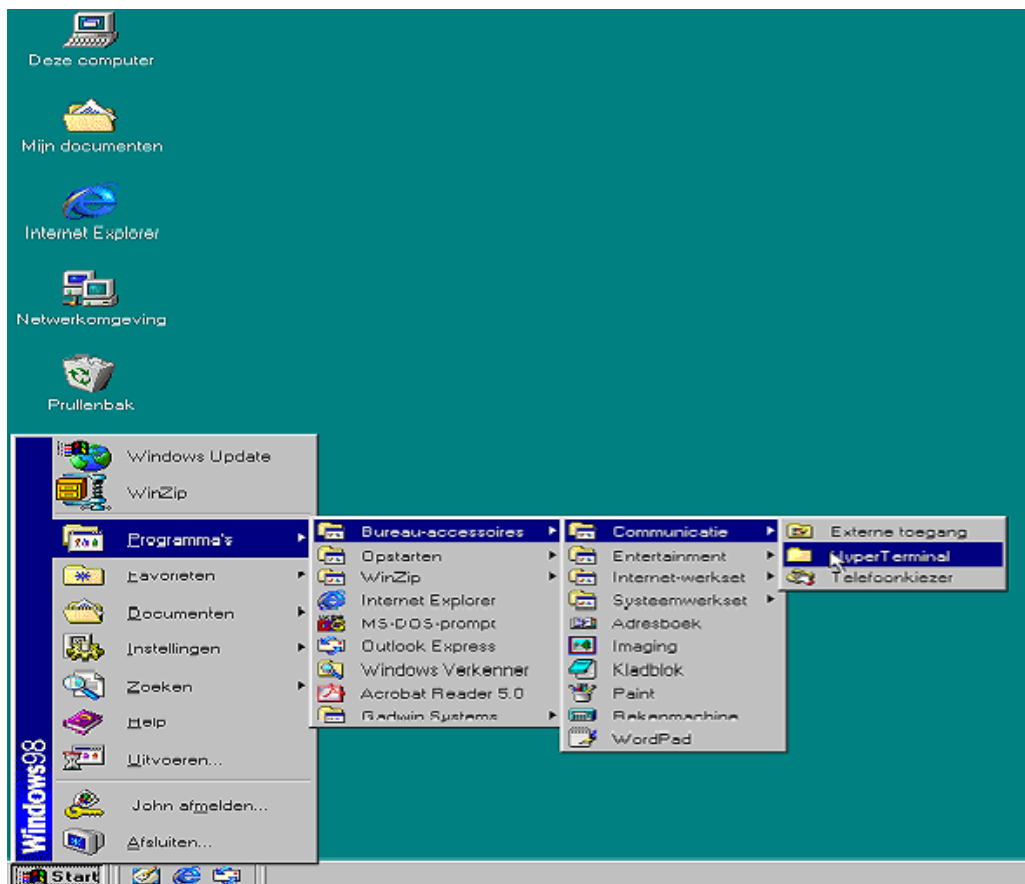 Deze computer
Mijn documenten
Internet Explorer
Netwerkomgeving
Prullenbak
Windows Update
WinZip
Programma's
Favorieten
Documenten
Instellingen
Zoeken
Help
Uitvoeren...
John afmelden...
Afsluiten...
Windows98
Bureau-accessoires
Opstarten
WinZip
Internet Explorer
MS-DOS-prompt
Outlook Express
Windows Verkenner
Acrobat Reader 5.0
Gadwin Systems
Communicatie
Entertainment
Internet-werkset
Systeemwerkset
Adresboek
Imaging
Kladblok
Paint
Rekenmachine
WordPad
Externe toegang
HyperTerminal
Telefoonkiezer
Start